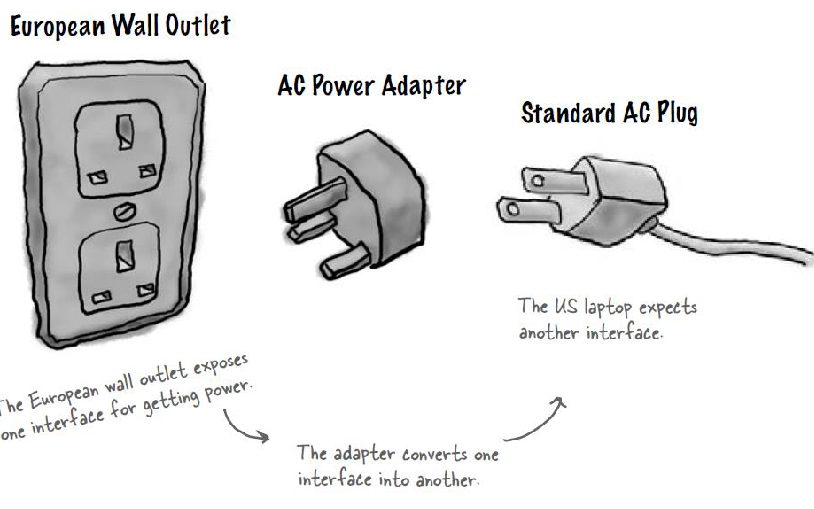 European Wall Outlet
AC Power Adapter
Standard AC Plug
The US laptop expects
another interface.
The European wall outlet exposes
one interface for getting power.
The adapter converts one
interface into another.